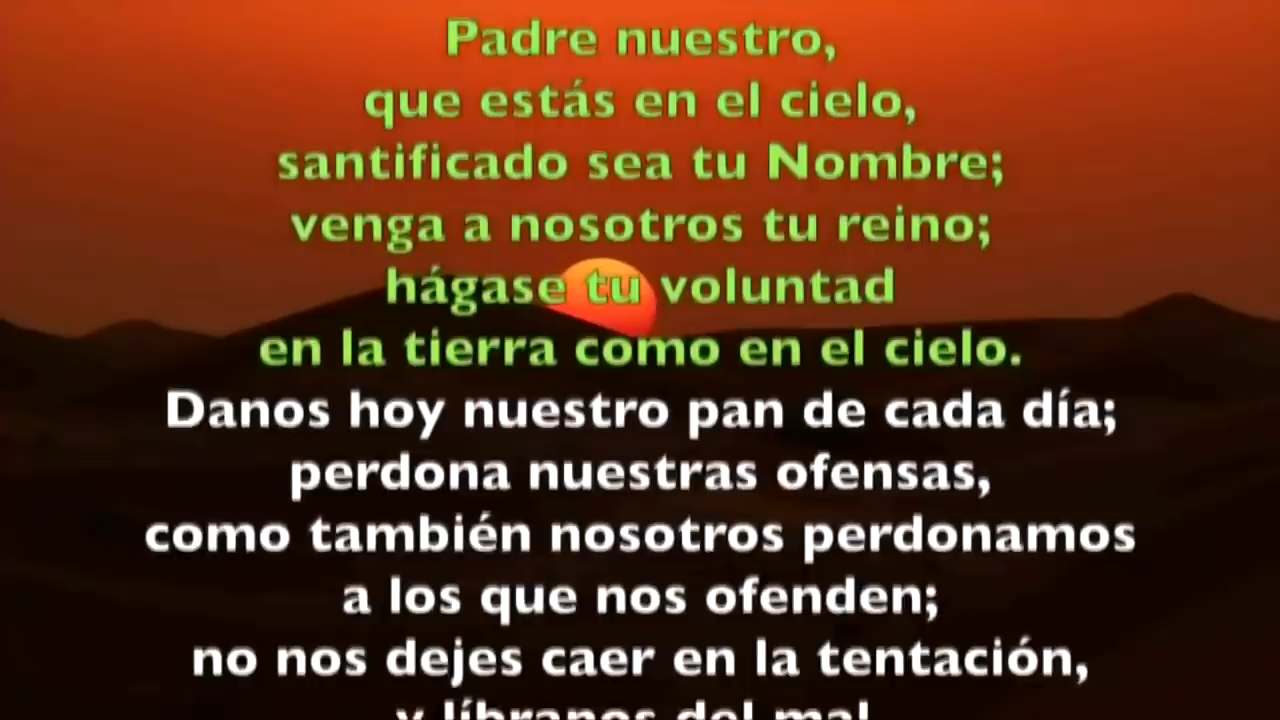 Padre nuestro,
que estás en el cielo,
santificado sea tu Nombre;
venga a nosotros tu reino;
hágase tu voluntad
en la tierra como en el cielo.
Danos hoy nuestro pan de cada día;
perdona nuestras ofensas,
como también nosotros perdonamos
a los que nos ofenden;
no nos dejes caer en la tentación,
y líbranos del mal